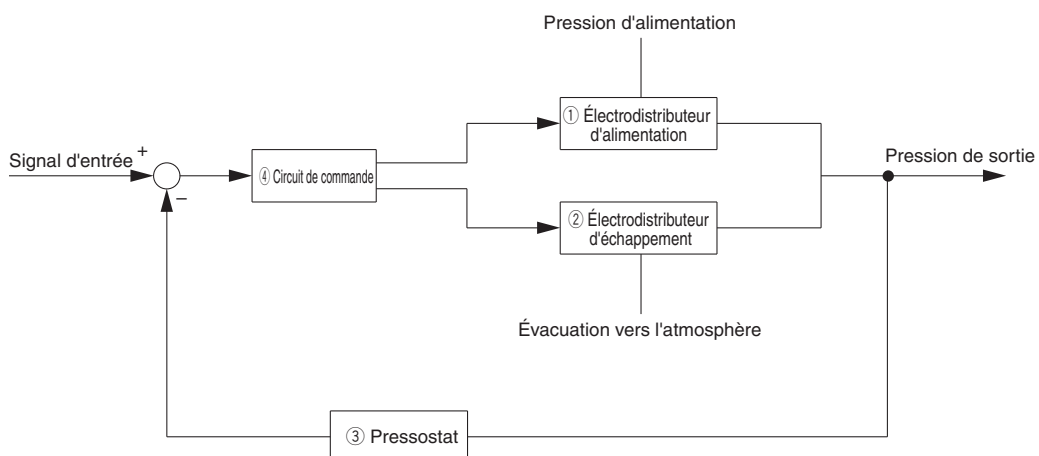 Pression d'alimentation
① Électrodistributeur
d'alimentation
Signal d'entrée
+
−
④ Circuit de commande
Pression de sortie
② Électrodistributeur
d'échappement
Évacuation vers l'atmosphère
③ Pressostat